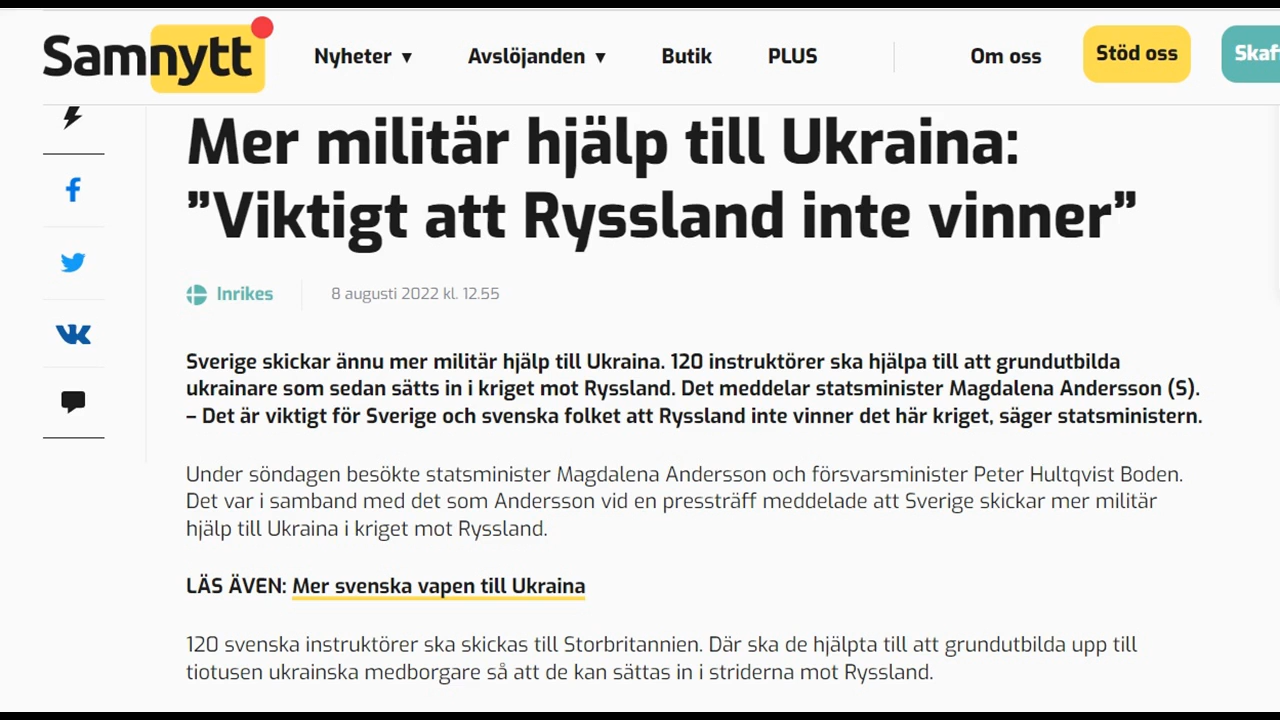 Samnytt
Nyheter ▼
Avslöjanden ▼
Butik
PLUS
Om oss
Stöd oss
Skaf
Mer militär hjälp till Ukraina:
”Viktigt att Ryssland inte vinner”
Inrikes
8 augusti 2022 kl. 12.55
Sverige skickar ännu mer militär hjälp till Ukraina. 120 instruktörer ska hjälpa till att grundutbilda
ukrainare som sedan sätts in i kriget mot Ryssland. Det meddelar statsminister Magdalena Andersson (S).
– Det är viktigt för Sverige och svenska folket att Ryssland inte vinner det här kriget, säger statsministern.
Under söndagen besökte statsminister Magdalena Andersson och försvarsminister Peter Hultqvist Boden.
Det var i samband med det som Andersson vid en pressträff meddelade att Sverige skickar mer militär
hjälp till Ukraina i kriget mot Ryssland.
LÄS ÄVEN: Mer svenska vapen till Ukraina
120 svenska instruktörer ska skickas till Storbritannien. Där ska de hjälpta till att grundutbilda upp till
tiotusen ukrainska medborgare så att de kan sättas in i striderna mot Ryssland.